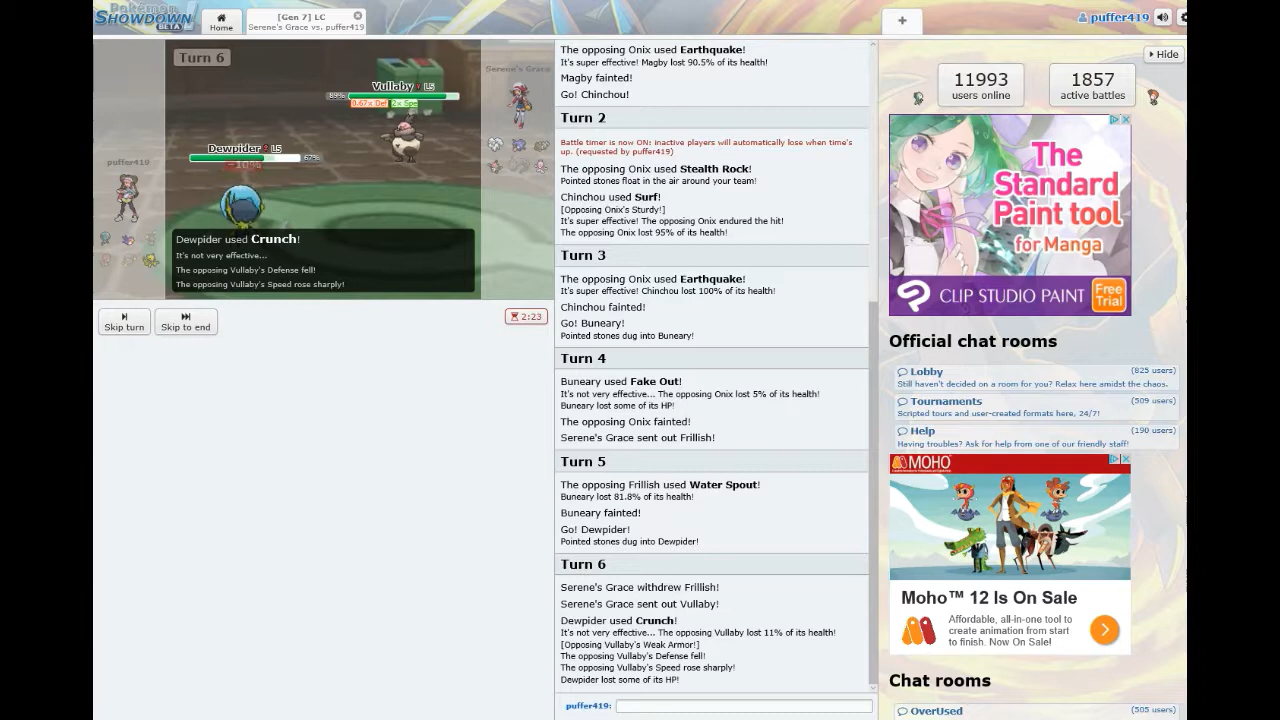 Pokémon
SHOWDOWN
BETA
Home
[Gen 7] LC
Serene's Grace vs. puffer419
+
puffer419
Turn 6
Serene's Grace
Vullaby L5
89%
0.67x Def 2x Spe
Dewpider L5
67%
−10%
puffer419
Dewpider used Crunch!
It's not very effective...
The opposing Vullaby's Defense fell!
The opposing Vullaby's Speed rose sharply!
Skip turn
Skip to end
2:23
The opposing Onix used Earthquake!
It's super effective! Magby lost 90.5% of its health!
Magby fainted!
Go! Chinchou!
Turn 2
Battle timer is now ON: inactive players will automatically lose when time's
up. (requested by puffer419)
The opposing Onix used Stealth Rock!
Pointed stones float in the air around your team!
Chinchou used Surf!
[Opposing Onix's Sturdy!]
It's super effective! The opposing Onix endured the hit!
The opposing Onix lost 95% of its health!
Turn 3
The opposing Onix used Earthquake!
It's super effective! Chinchou lost 100% of its health!
Chinchou fainted!
Go! Buneary!
Pointed stones dug into Buneary!
Turn 4
Buneary used Fake Out!
It's not very effective... The opposing Onix lost 5% of its health!
Buneary lost some of its HP!
The opposing Onix fainted!
Serene's Grace sent out Frillish!
Turn 5
The opposing Frillish used Water Spout!
Buneary lost 81.8% of its health!
Buneary fainted!
Go! Dewpider!
Pointed stones dug into Dewpider!
Turn 6
Serene's Grace withdrew Frillish!
Serene's Grace sent out Vullaby!
Dewpider used Crunch!
It's not very effective... The opposing Vullaby lost 11% of its health!
[Opposing Vullaby's Weak Armor!]
The opposing Vullaby's Defense fell!
The opposing Vullaby's Speed rose sharply!
Dewpider lost some of its HP!
puffer419:
Hide
11993
users online
1857
active battles
The
Standard
Paint tool
for Manga
CLIP STUDIO PAINT
Free
Trial
Official chat rooms
Lobby (825 users)
Still haven't decided on a room for you? Relax here amidst the chaos.
Tournaments (509 users)
Scripted tours and user-created formats here, 24/7!
Help (190 users)
Having troubles? Ask for help from one of our friendly staff!
MOHO
Moho™ 12 Is On Sale
Affordable, all-in-one tool to
create animation from start
to finish. Now On Sale!
Chat rooms
OverUsed (505 users)